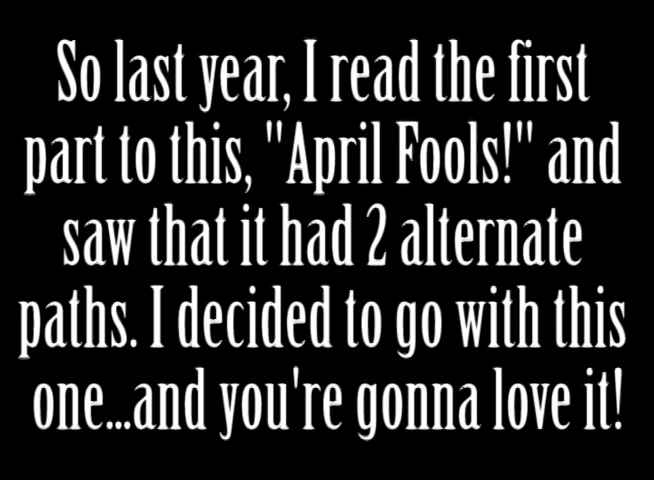 So last year, I read the first
part to this, "April Fools!" and
saw that it had 2 alternate
paths. I decided to go with this
one...and you're gonna love it!